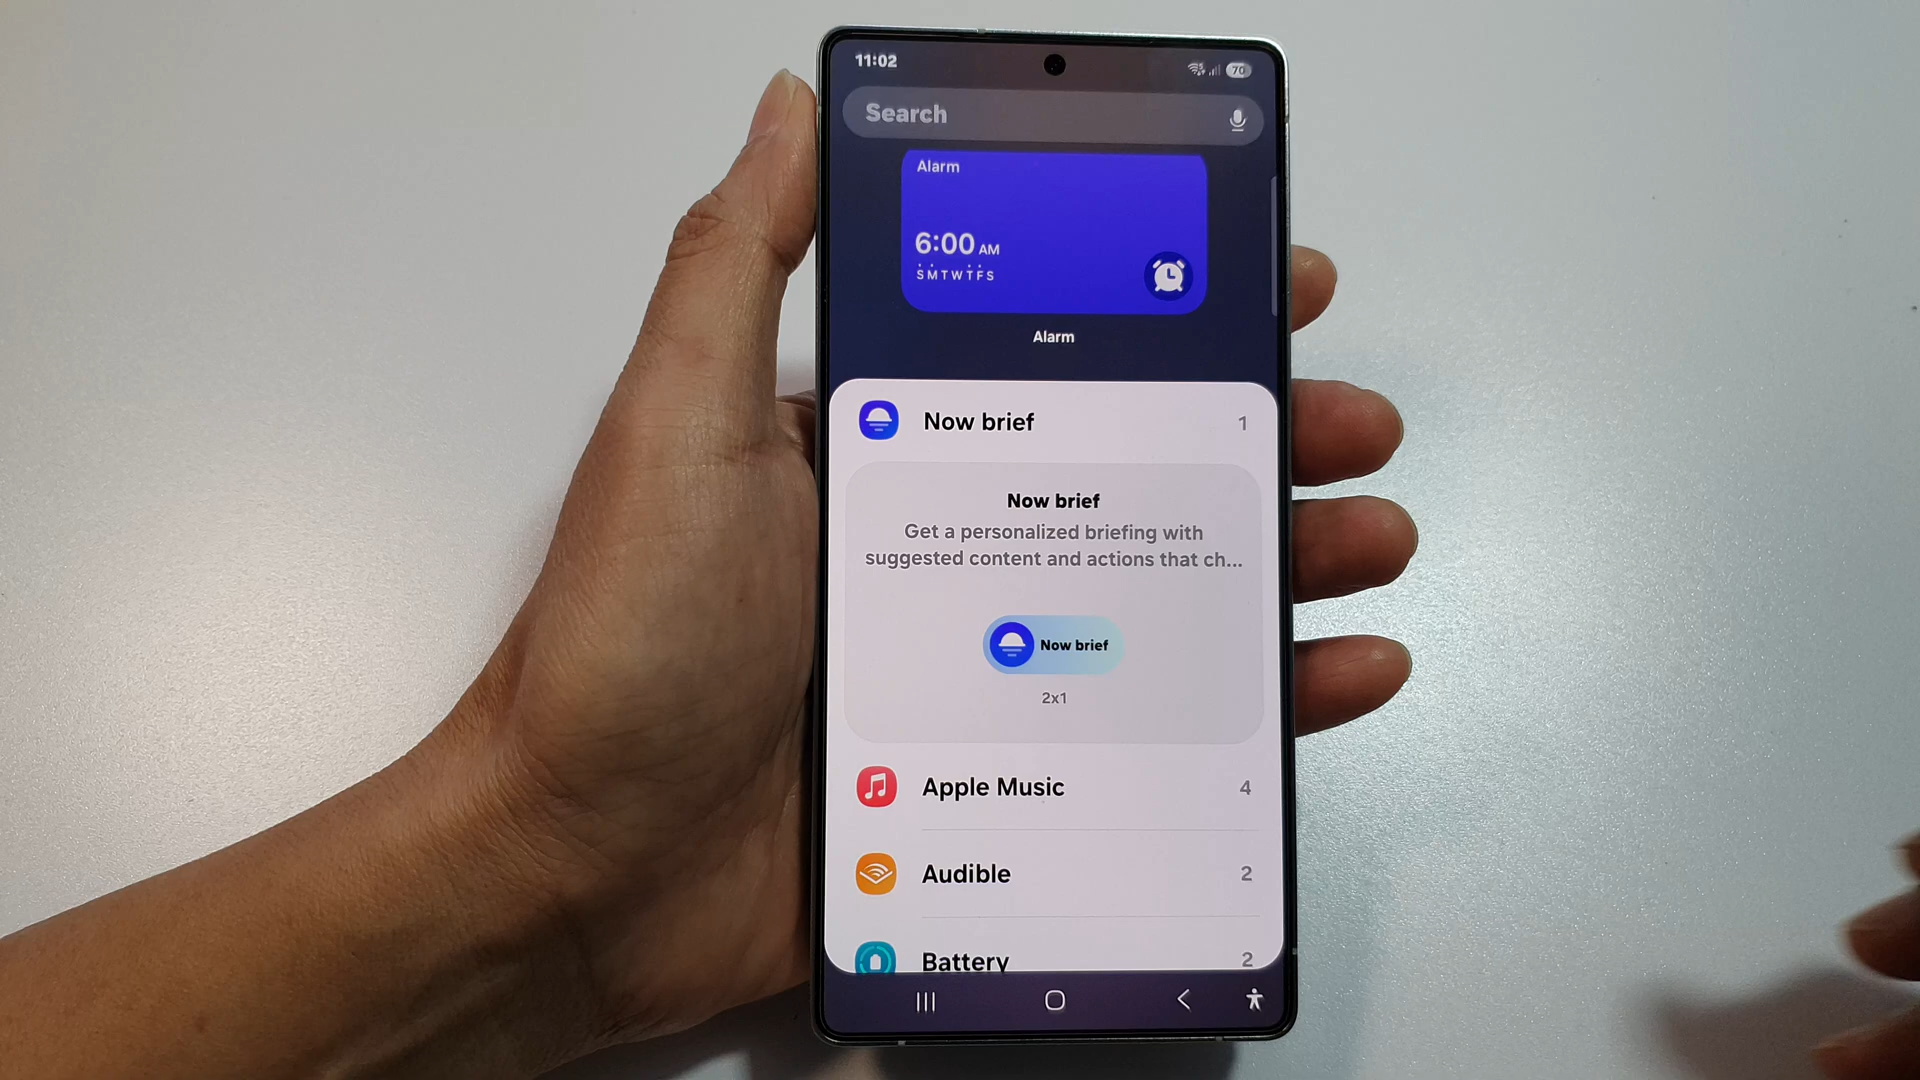 11:02
70
Search
Alarm
6:00 AM
S M T W T F S
Alarm
Now brief
1
Now brief
Get a personalized briefing with
suggested content and actions that ch...
Now brief
2x1
Apple Music
4
Audible
2
Battery
2